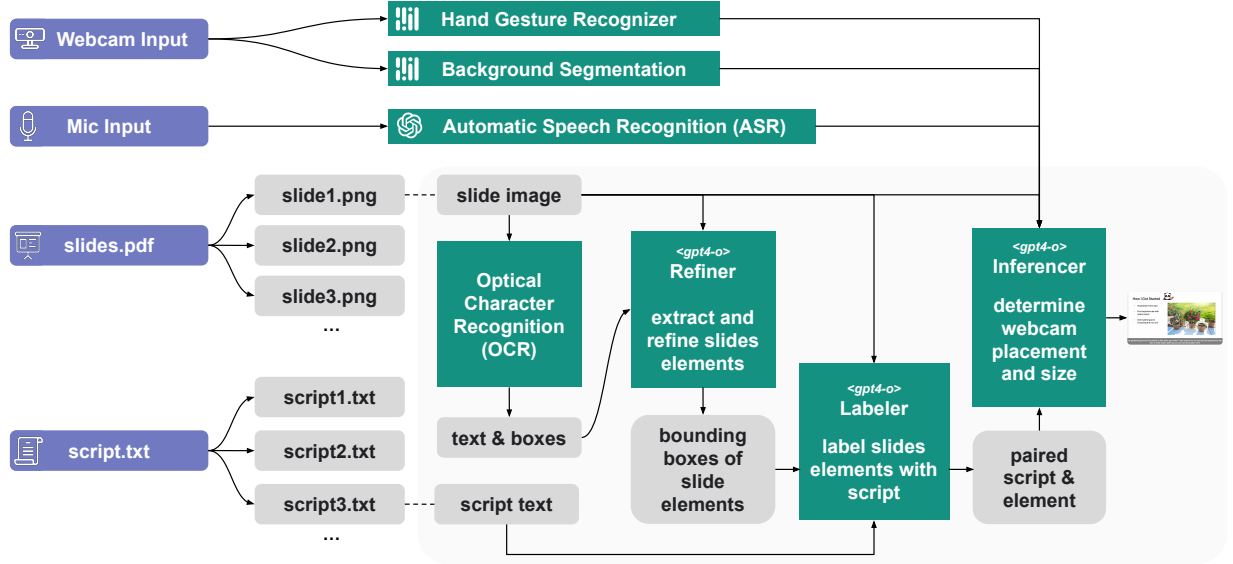 Webcam Input
Hand Gesture Recognizer
Background Segmentation
Mic Input
Automatic Speech Recognition (ASR)
slides.pdf
slide1.png
slide2.png
slide3.png
...
script.txt
script1.txt
script2.txt
script3.txt
...
slide image
Optical
Character
Recognition
(OCR)
text & boxes
script text
<gpt4-o>
Refiner
extract and
refine slides
elements
bounding
boxes of
slide
elements
<gpt4-o>
Labeler
label slides
elements with
script
<gpt4-o>
Inferencer
determine
webcam
placement
and size
paired
script &
element
How I Got Started